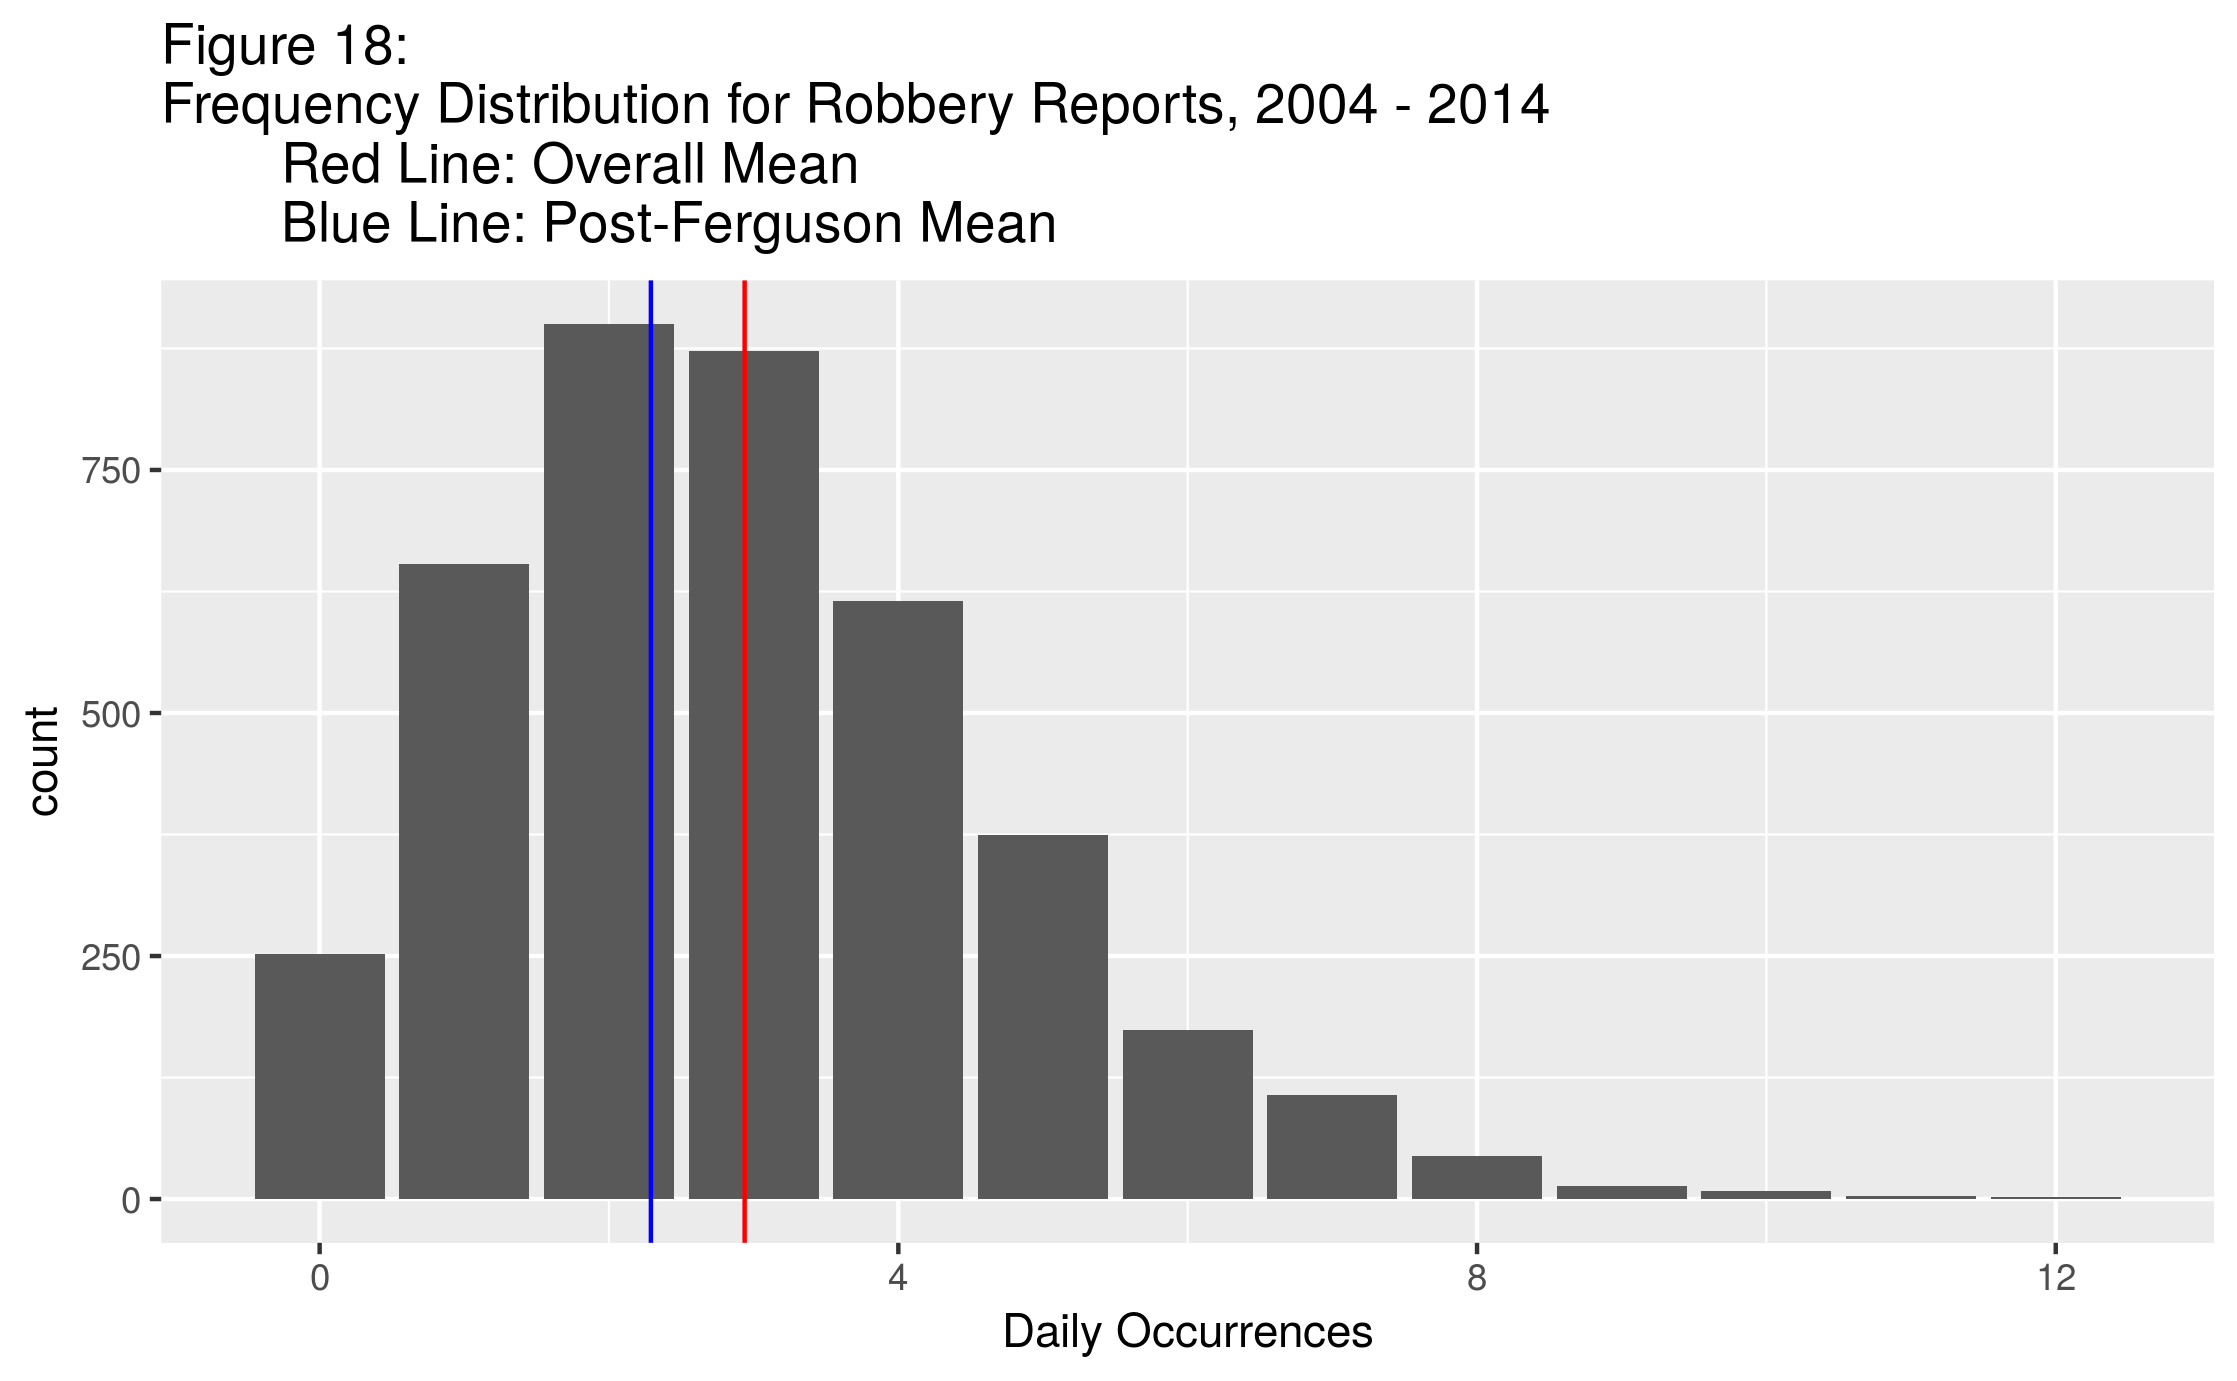 Figure 18:
Frequency Distribution for Robbery Reports, 2004 - 2014
Red Line: Overall Mean
Blue Line: Post-Ferguson Mean
750
500
250
0
count
0 4 8 12
Daily Occurrences